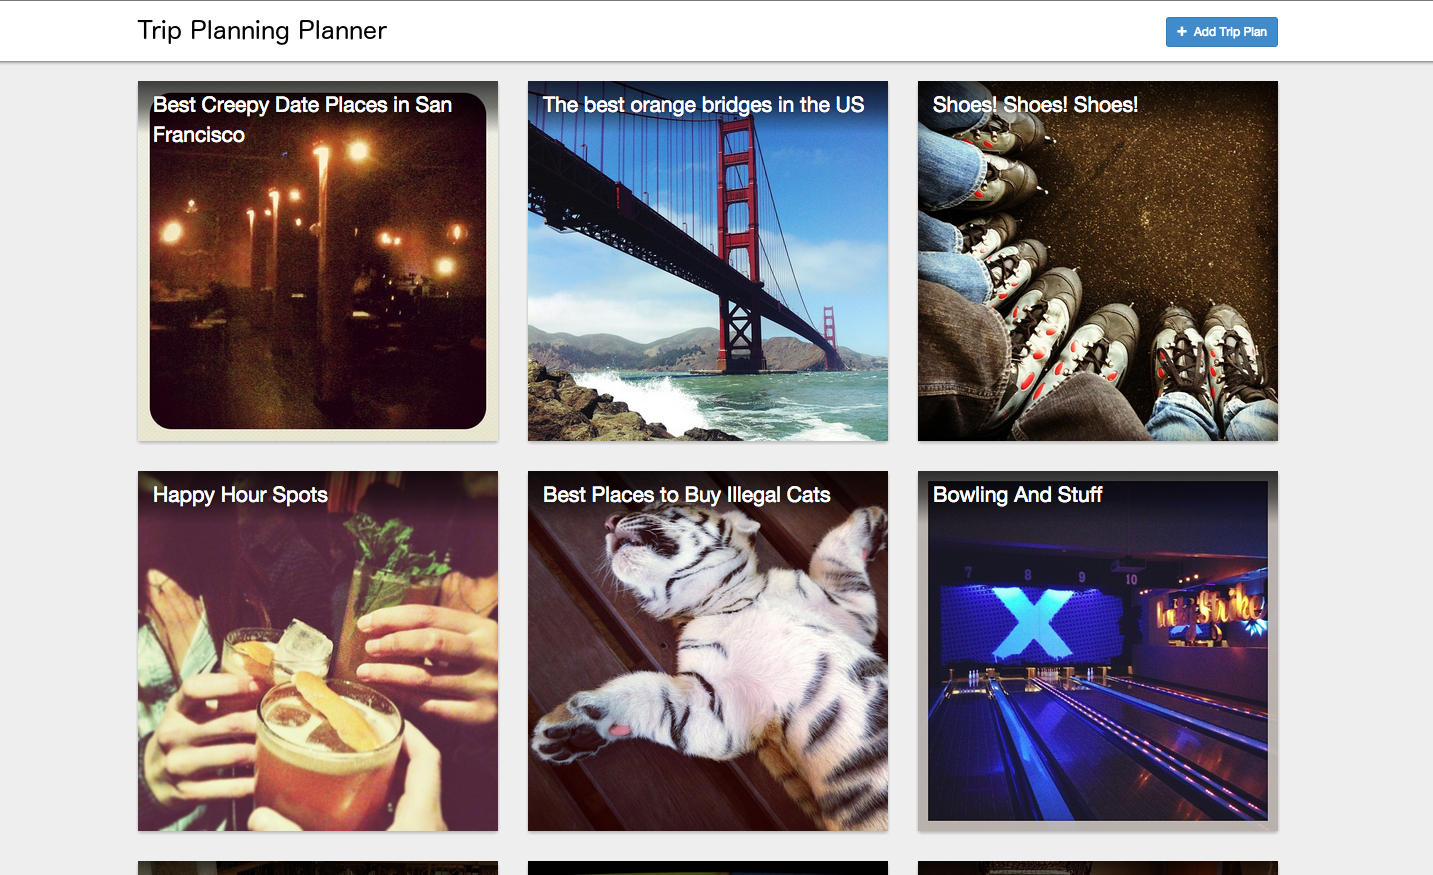 Trip Planning Planner
+ Add Trip Plan
Best Creepy Date Places in San
Francisco
The best orange bridges in the US
Shoes! Shoes! Shoes!
Happy Hour Spots
Best Places to Buy Illegal Cats
Bowling And Stuff
7 8 9 10
X